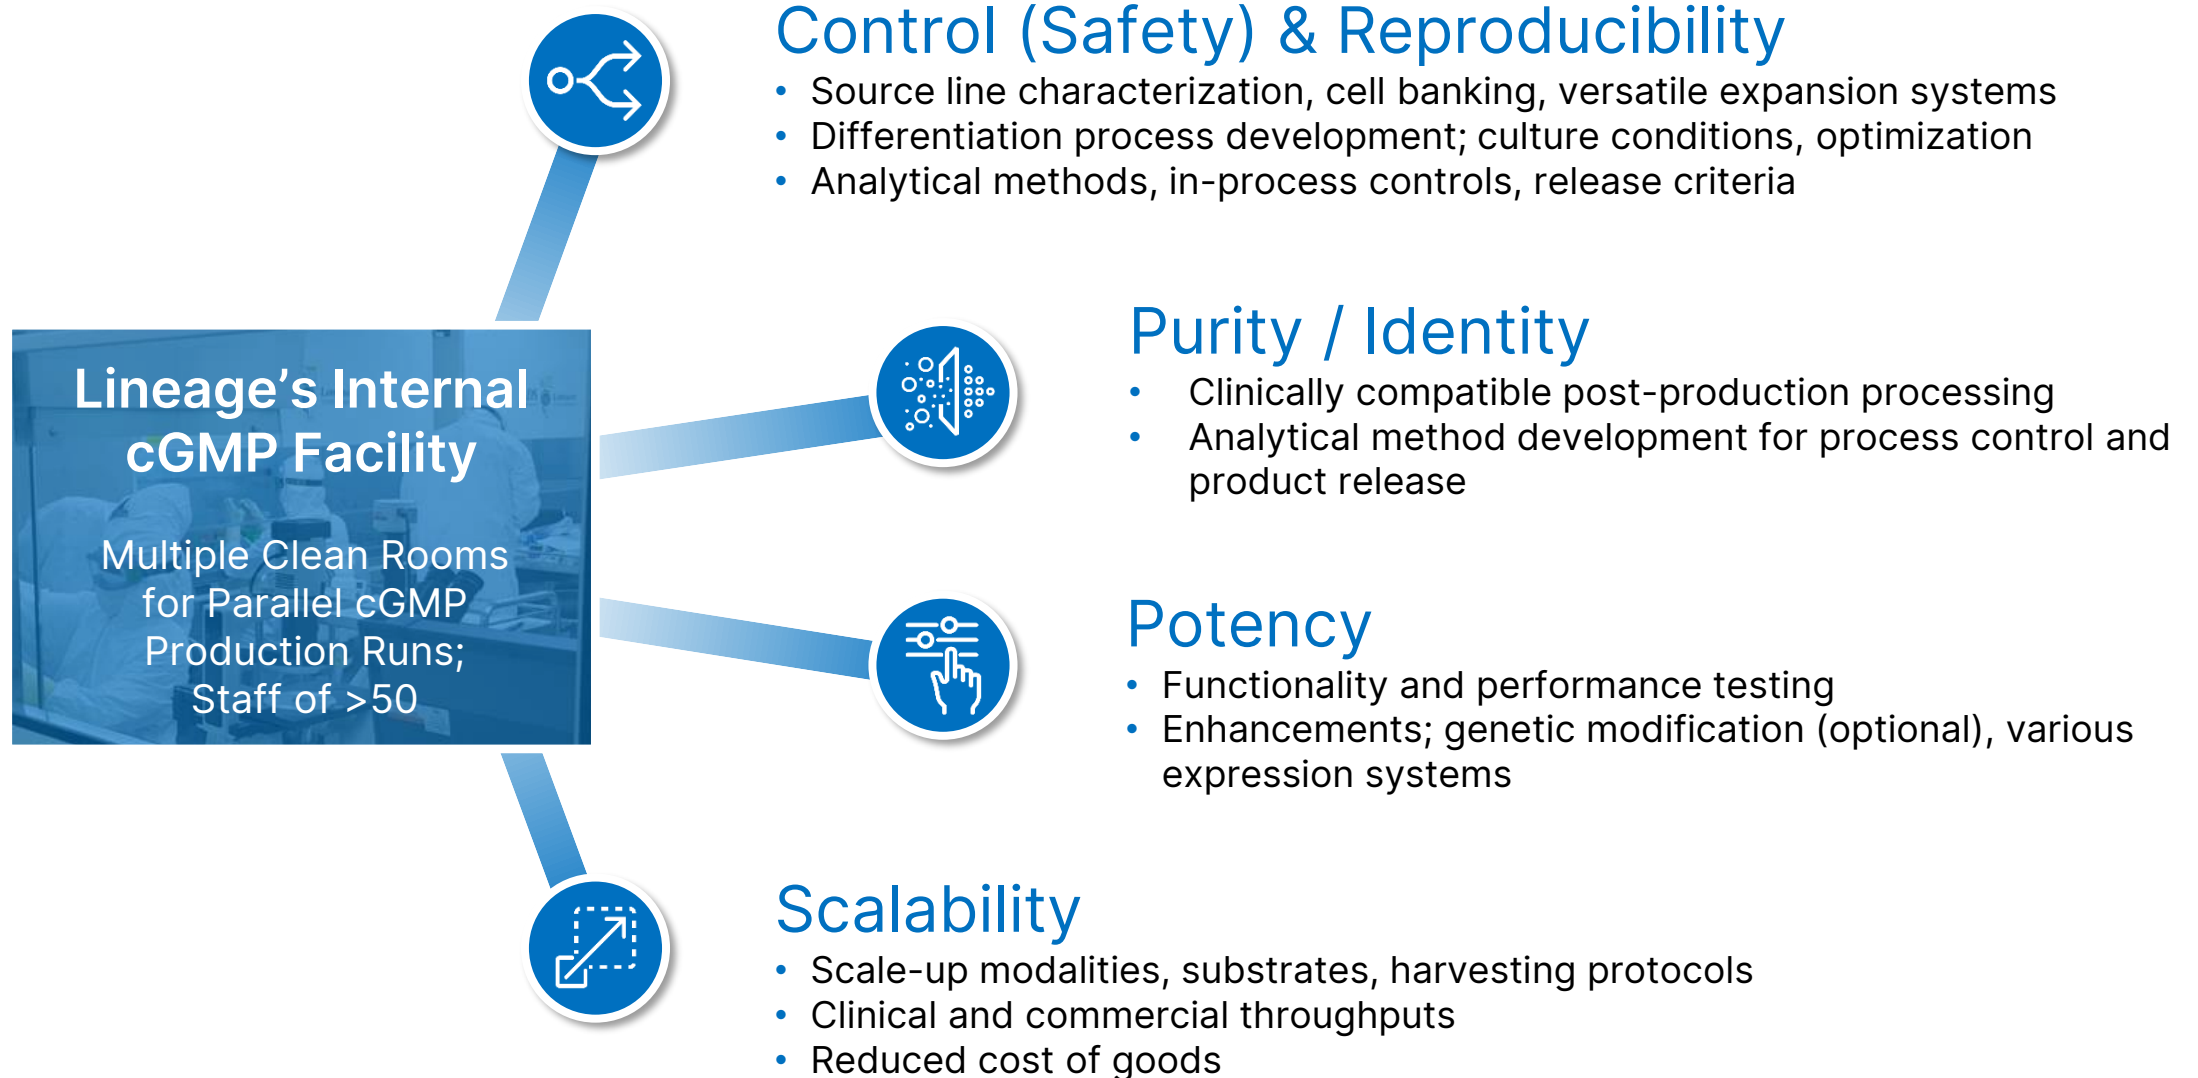 Control (Safety) & Reproducibility
• Source line characterization, cell banking, versatile expansion systems
• Differentiation process development; culture conditions, optimization
• Analytical methods, in-process controls, release criteria
Lineage’s Internal
cGMP Facility
Multiple Clean Rooms
for Parallel cGMP
Production Runs;
Staff of >50
Purity / Identity
• Clinically compatible post-production processing
• Analytical method development for process control and
product release
Potency
• Functionality and performance testing
• Enhancements; genetic modification (optional), various
expression systems
Scalability
• Scale-up modalities, substrates, harvesting protocols
• Clinical and commercial throughputs
• Reduced cost of goods